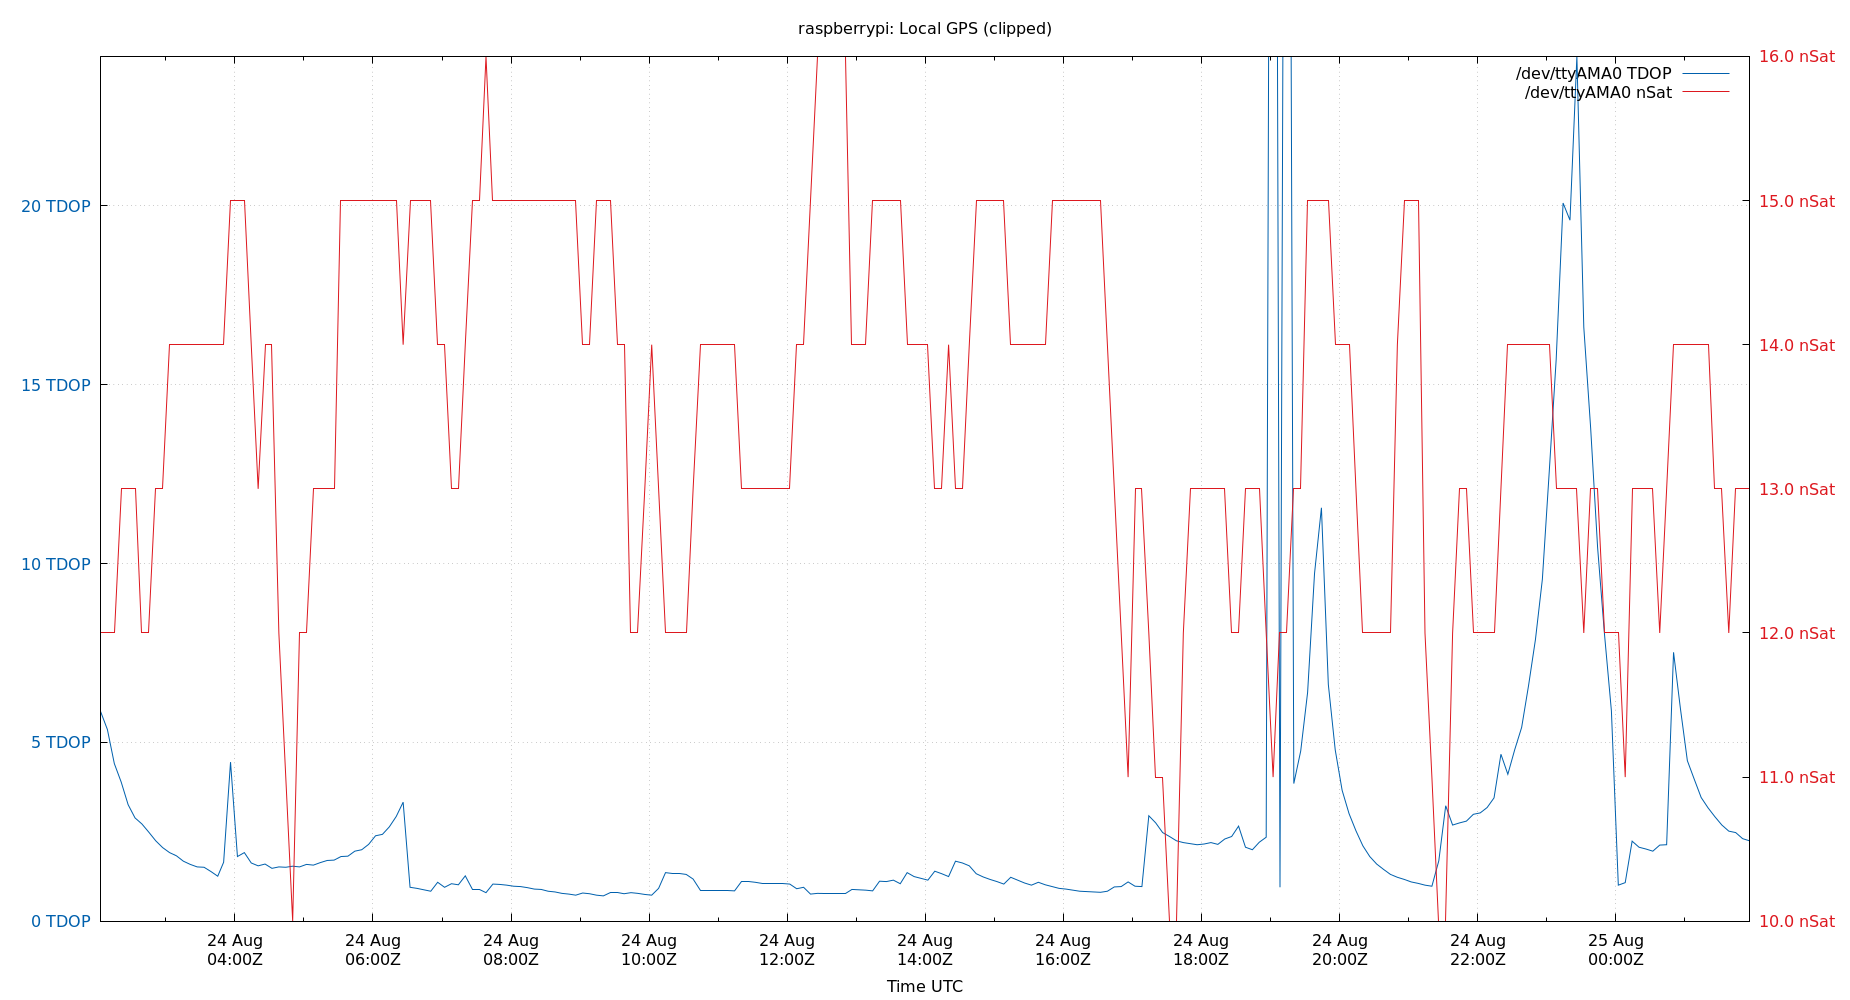 raspberrypi: Local GPS (clipped)
/dev/ttyAMA0 TDOP
/dev/ttyAMA0 nSat
20 TDOP
15 TDOP
10 TDOP
5 TDOP
0 TDOP
16.0 nSat
15.0 nSat
14.0 nSat
13.0 nSat
12.0 nSat
11.0 nSat
10.0 nSat
24 Aug 24 Aug 24 Aug 24 Aug 24 Aug 24 Aug 24 Aug 24 Aug 24 Aug 24 Aug 25 Aug
04:00Z 06:00Z 08:00Z 10:00Z 12:00Z 14:00Z 16:00Z 18:00Z 20:00Z 22:00Z 00:00Z
Time UTC